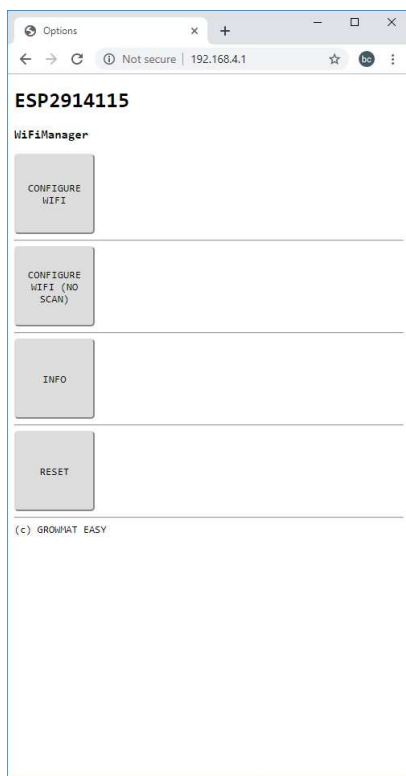 Options
Not secure | 192.168.4.1
bc
ESP2914115
WiFiManager
CONFIGURE
WIFI
CONFIGURE
WIFI (NO
SCAN)
INFO
RESET
(c) GROWMAT EASY